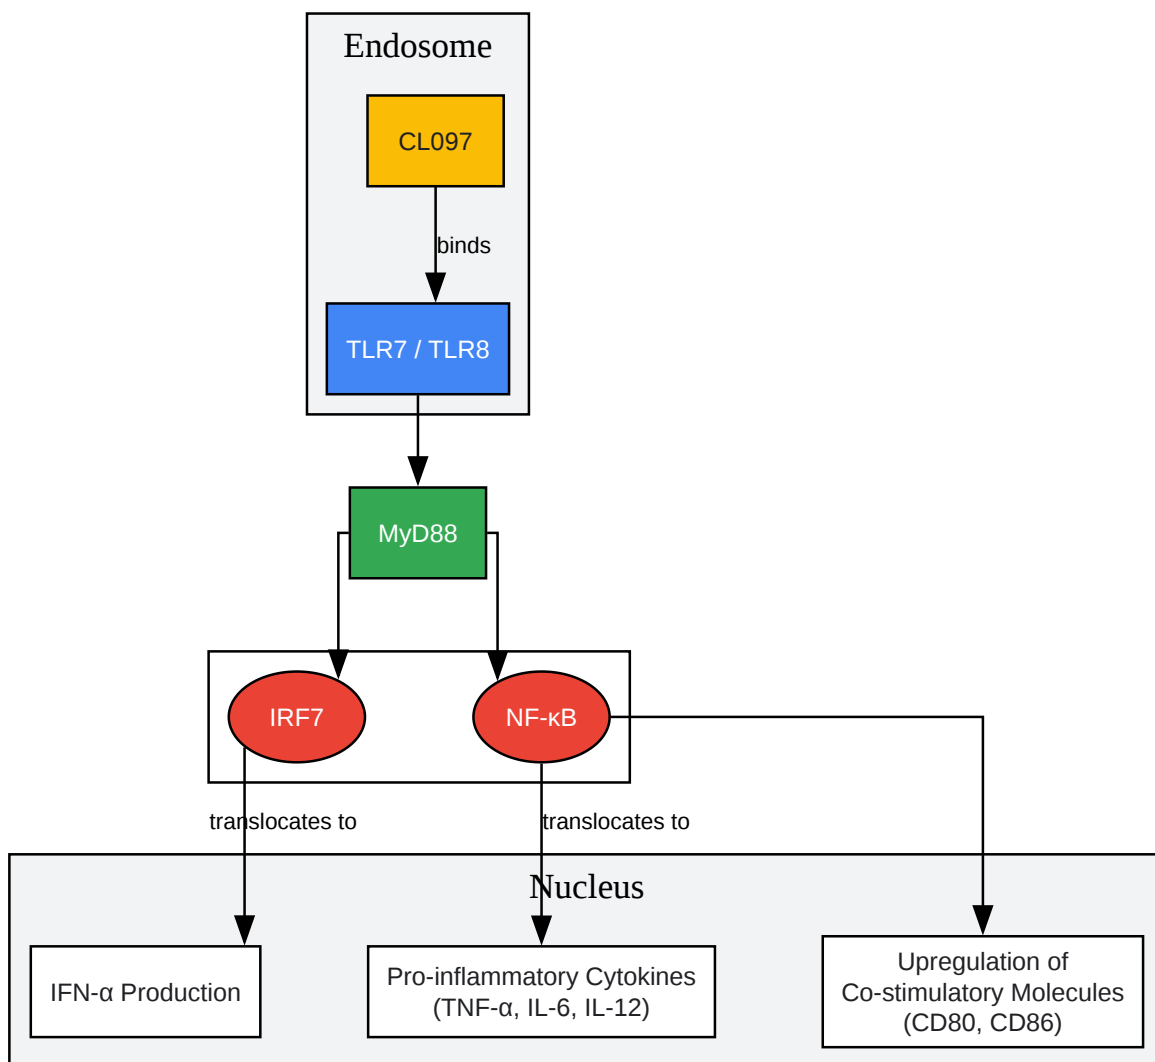 Endosome
CL097
binds
TLR7 / TLR8
MyD88
IRF7
NF-κB
translocates to
translocates to
Nucleus
IFN-α Production
Pro-inflammatory Cytokines
(TNF-α, IL-6, IL-12)
Upregulation of
Co-stimulatory Molecules
(CD80, CD86)